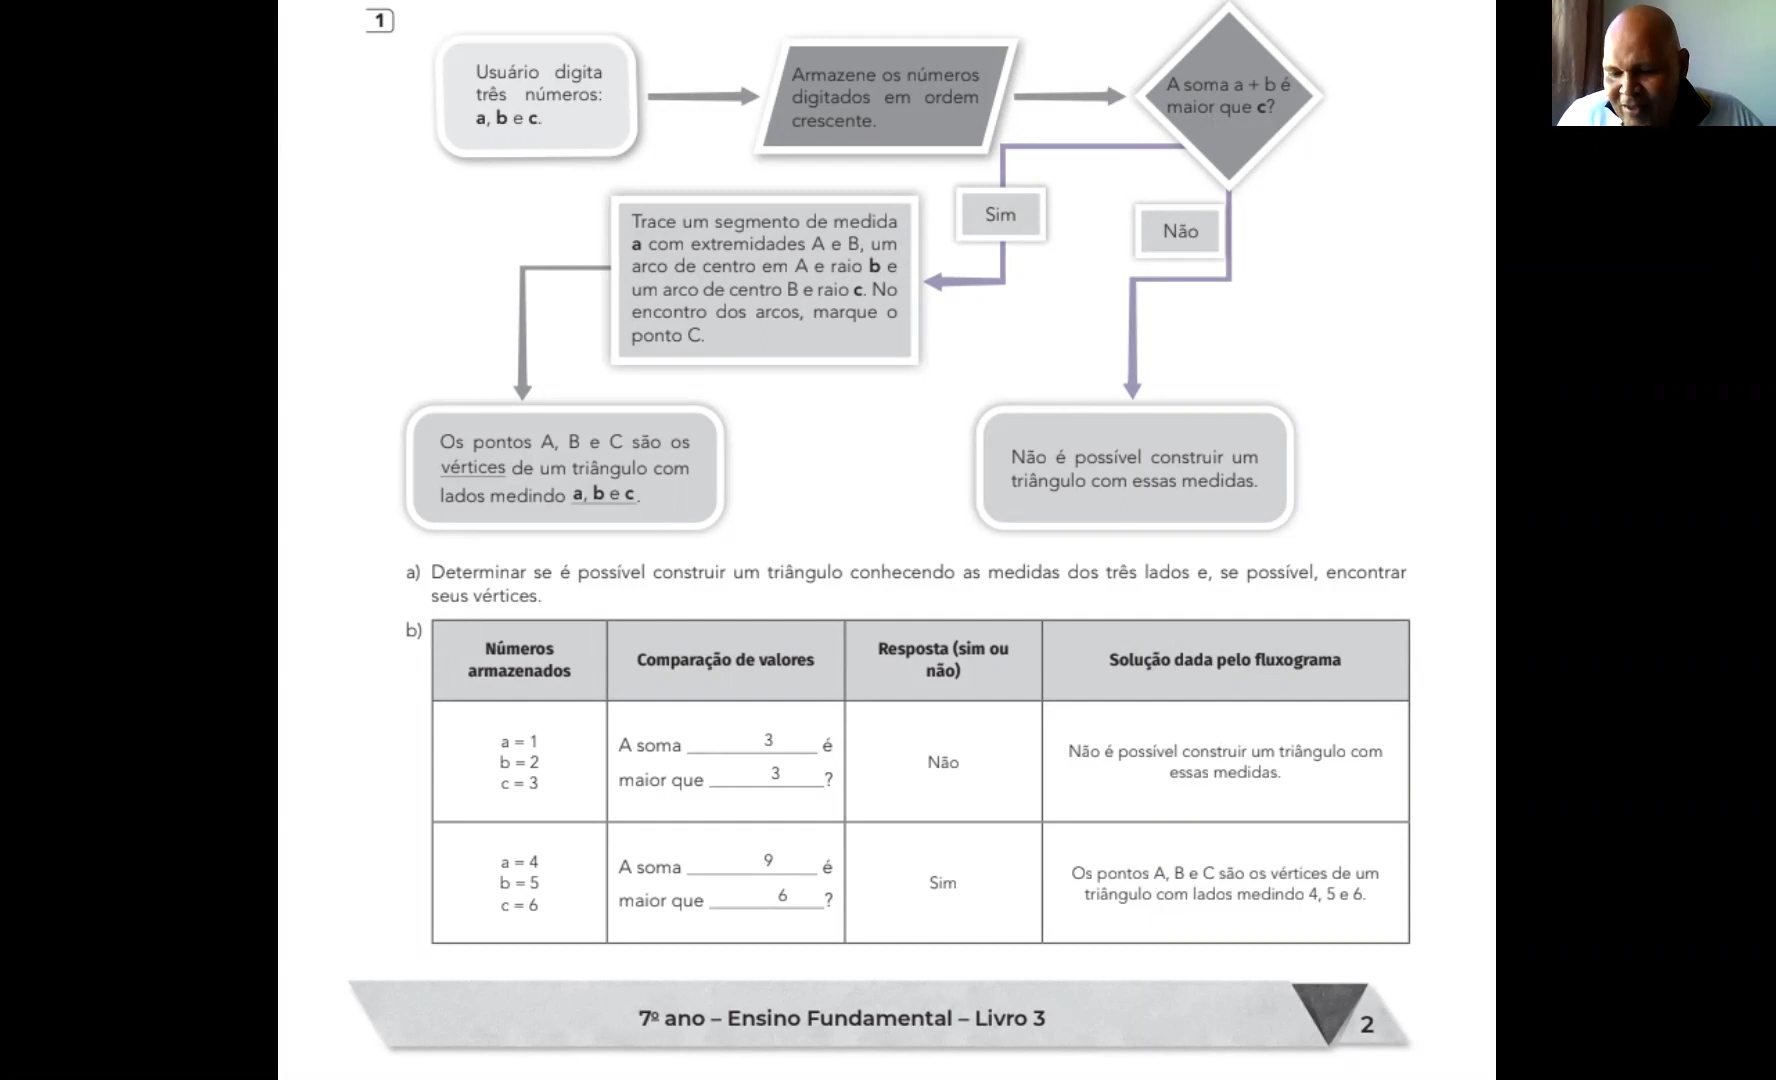 1
Usuário digita
três números:
a, b e c.
Armazene os números
digitados em ordem
crescente.
A soma a + b é
maior que c?
Sim
Não
Trace um segmento de medida
a com extremidades A e B, um
arco de centro em A e raio b e
um arco de centro B e raio c. No
encontro dos arcos, marque o
ponto C.
Os pontos A, B e C são os
vértices de um triângulo com
lados medindo a, b e c.
Não é possível construir um
triângulo com essas medidas.
a) Determinar se é possível construir um triângulo conhecendo as medidas dos três lados e, se possível, encontrar
seus vértices.
b)
Números
armazenados
Comparação de valores
Resposta (sim ou
não)
Solução dada pelo fluxograma
a = 1
b = 2
c = 3
A soma 3 é
maior que 3 ?
Não
Não é possível construir um triângulo com
essas medidas.
a = 4
b = 5
c = 6
A soma 9 é
maior que 6 ?
Sim
Os pontos A, B e C são os vértices de um
triângulo com lados medindo 4, 5 e 6.
7º ano – Ensino Fundamental – Livro 3
2